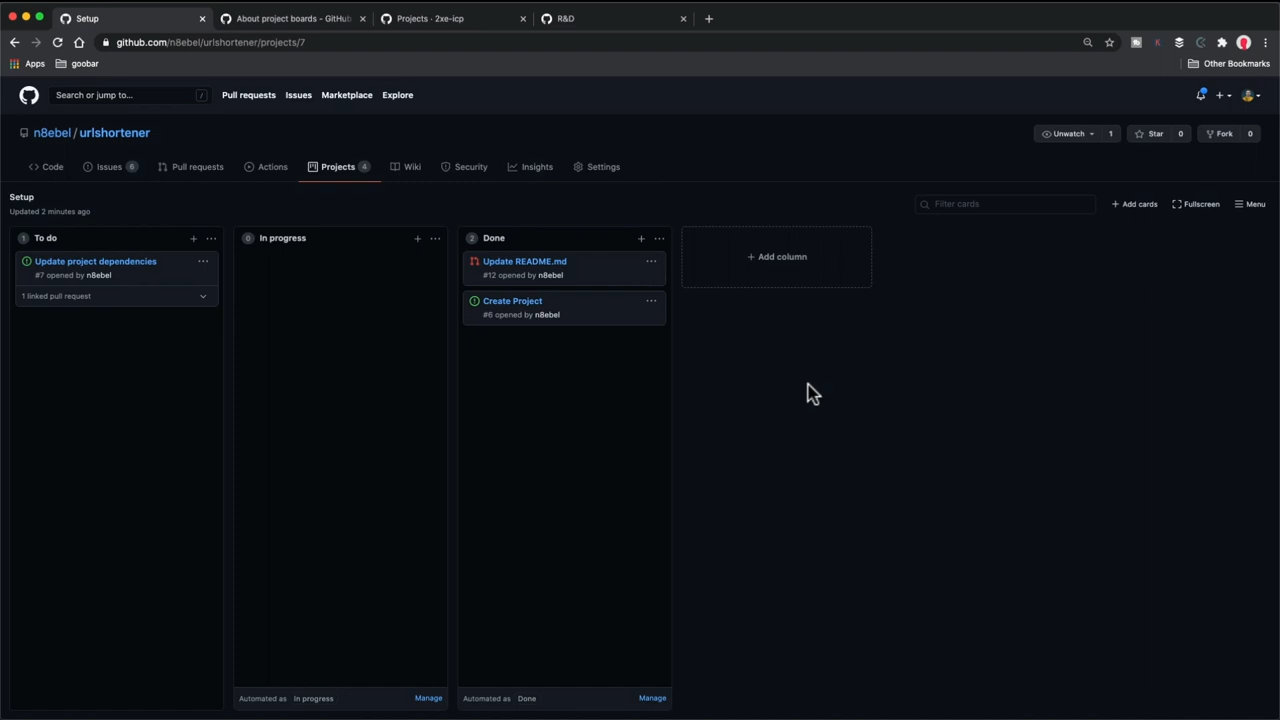 Setup
About project boards - GitHub
Projects · 2xe-icp
R&D
github.com/n8ebel/urlshortener/projects/7
Apps
goobar
Other Bookmarks
Search or jump to...
/
Pull requests
Issues
Marketplace
Explore
n8ebel / urlshortener
Unwatch 1
Star 0
Fork 0
Code
Issues 6
Pull requests
Actions
Projects 4
Wiki
Security
Insights
Settings
Setup
Updated 2 minutes ago
Filter cards
+ Add cards
Fullscreen
Menu
1 To do
Update project dependencies
#7 opened by n8ebel
1 linked pull request
0 In progress
Automated as In progress
Manage
2 Done
Update README.md
#12 opened by n8ebel
Create Project
#6 opened by n8ebel
Automated as Done
Manage
+ Add column